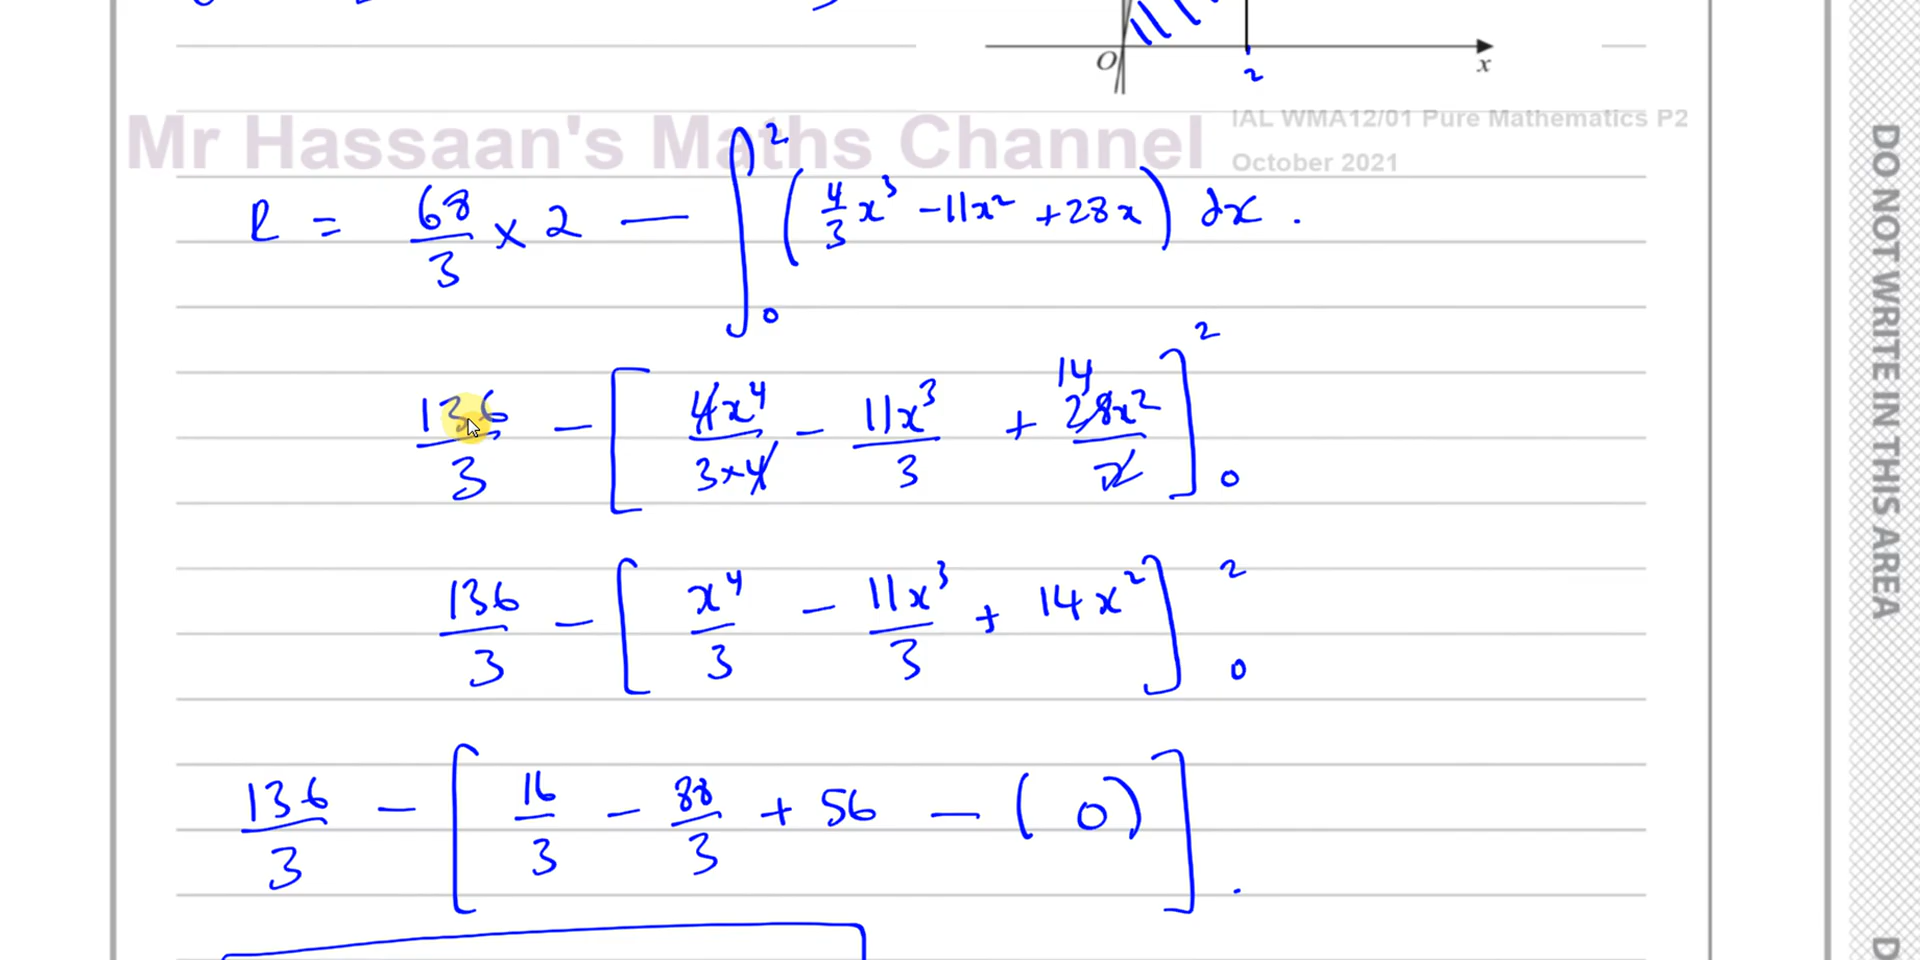 O
2
x
Mr Hassaan's Maths Channel
IAL WMA12/01 Pure Mathematics P2
October 2021
R = 68/3 × 2 − ∫₀² (4/3 x³ − 11x² + 28x) dx .
136/3 − [ 4x⁴/3×4 − 11x³/3 + 14 28x²/2 ]₀²
136/3 − [ x⁴/3 − 11x³/3 + 14x² ]₀²
136/3 − [ 16/3 − 88/3 + 56 − ( 0 ) ] .
DO NOT WRITE IN THIS AREA
D